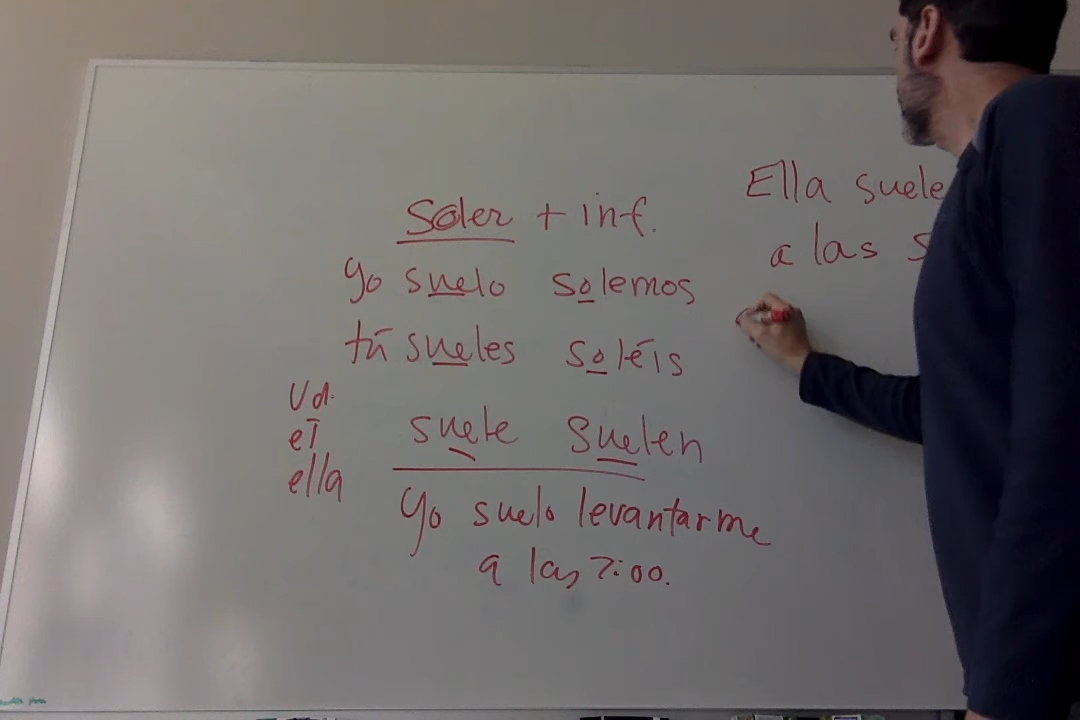 Soler + inf.
yo suelo solemos
tú sueles soléis
Vd.
él suele suelen
ella
Yo suelo levantarme
a las 7:00.
Ella suele
a las